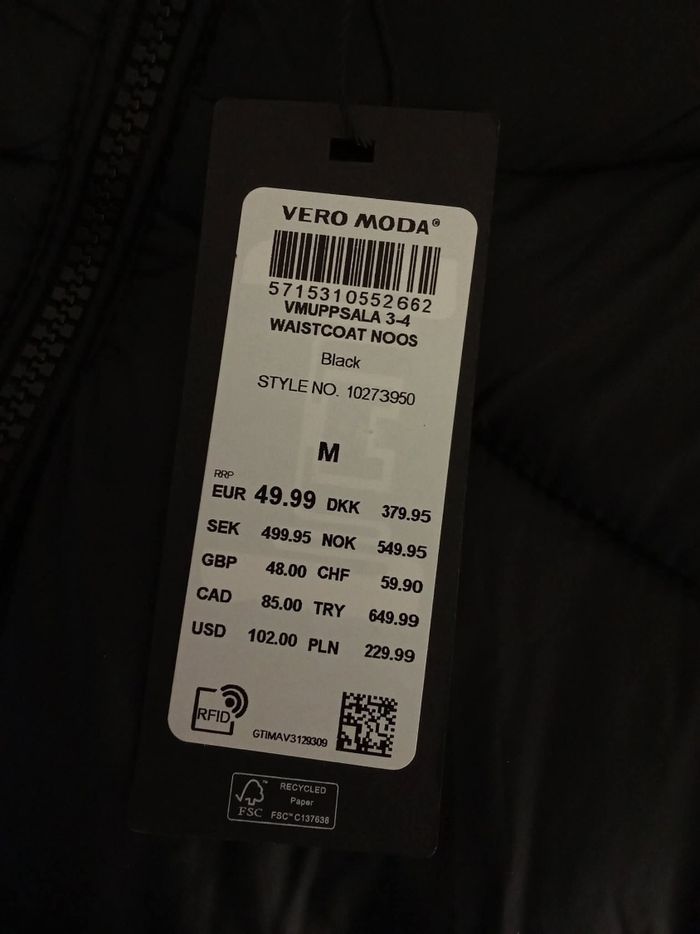 VERO MODA®
5715310552662
VMUPPSALA 3-4
WAISTCOAT NOOS
Black
STYLE NO. 10273950
M
RRP
EUR 49.99 DKK 379.95
SEK 499.95 NOK 549.95
GBP 48.00 CHF 59.90
CAD 85.00 TRY 649.99
USD 102.00 PLN 229.99
RFID
GTIMAV3129309
FSC™
RECYCLED
Paper
FSC™ C137638